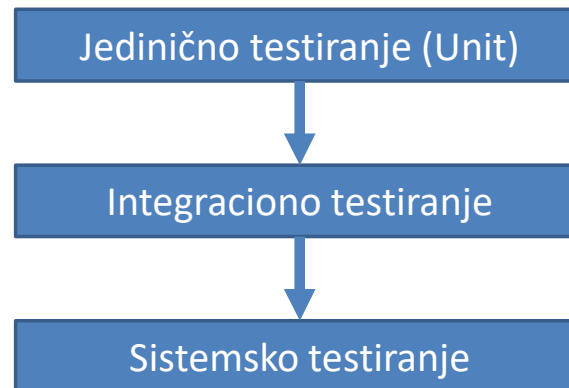 Jedinično testiranje (Unit)
Integraciono testiranje
Sistemsko testiranje